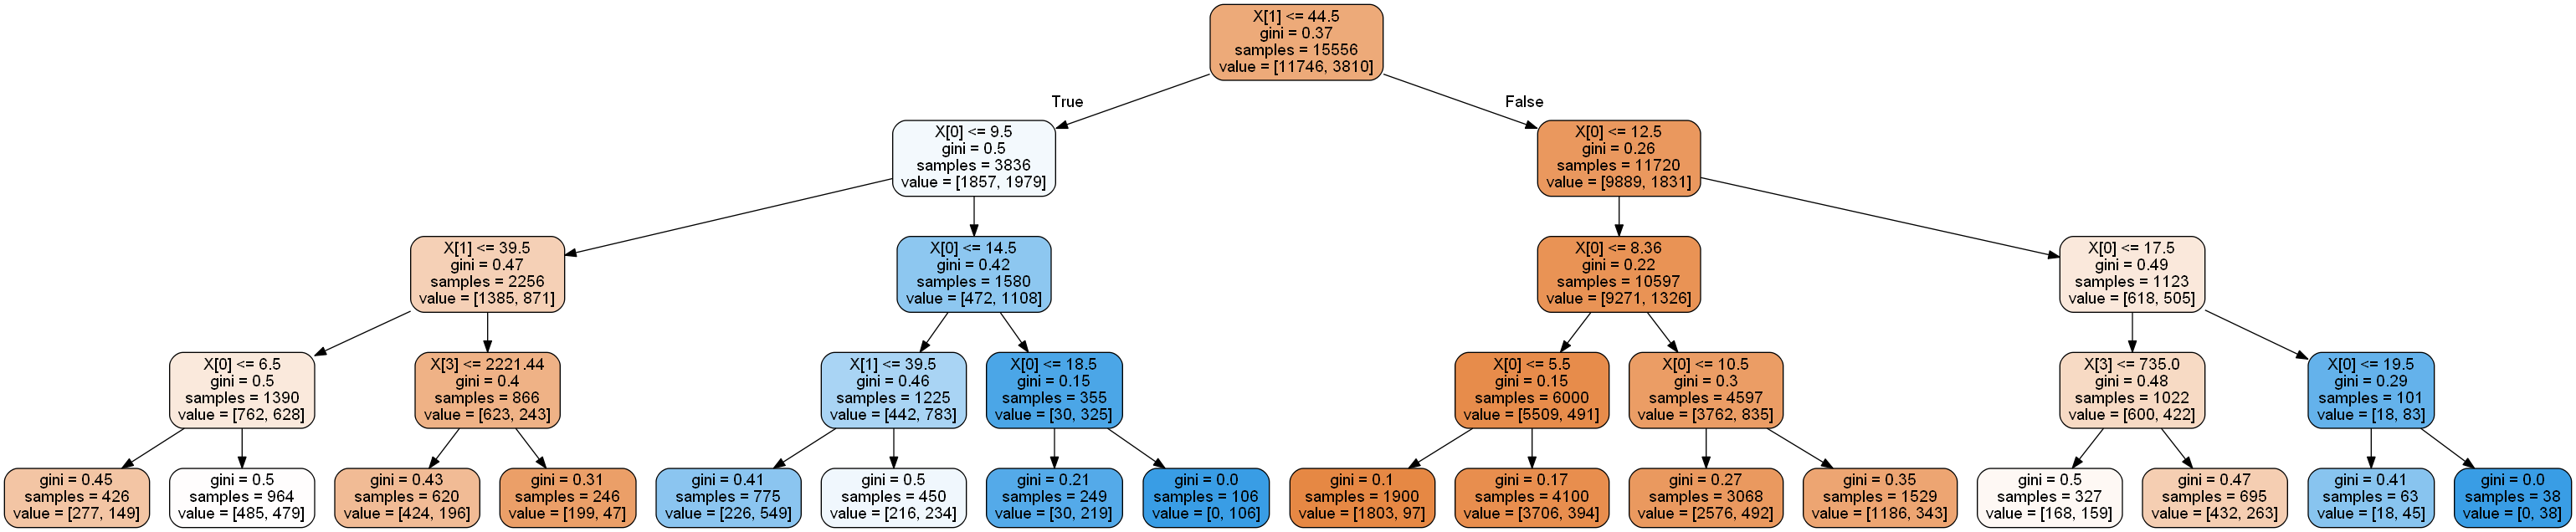 X[1] <= 44.5
gini = 0.37
samples = 15556
value = [11746, 3810]
True
False
X[0] <= 9.5
gini = 0.5
samples = 3836
value = [1857, 1979]
X[0] <= 12.5
gini = 0.26
samples = 11720
value = [9889, 1831]
X[1] <= 39.5
gini = 0.47
samples = 2256
value = [1385, 871]
X[0] <= 14.5
gini = 0.42
samples = 1580
value = [472, 1108]
X[0] <= 8.36
gini = 0.22
samples = 10597
value = [9271, 1326]
X[0] <= 17.5
gini = 0.49
samples = 1123
value = [618, 505]
X[0] <= 6.5
gini = 0.5
samples = 1390
value = [762, 628]
X[3] <= 2221.44
gini = 0.4
samples = 866
value = [623, 243]
X[1] <= 39.5
gini = 0.46
samples = 1225
value = [442, 783]
X[0] <= 18.5
gini = 0.15
samples = 355
value = [30, 325]
X[0] <= 5.5
gini = 0.15
samples = 6000
value = [5509, 491]
X[0] <= 10.5
gini = 0.3
samples = 4597
value = [3762, 835]
X[3] <= 735.0
gini = 0.48
samples = 1022
value = [600, 422]
X[0] <= 19.5
gini = 0.29
samples = 101
value = [18, 83]
gini = 0.45
samples = 426
value = [277, 149]
gini = 0.5
samples = 964
value = [485, 479]
gini = 0.43
samples = 620
value = [424, 196]
gini = 0.31
samples = 246
value = [199, 47]
gini = 0.41
samples = 775
value = [226, 549]
gini = 0.5
samples = 450
value = [216, 234]
gini = 0.21
samples = 249
value = [30, 219]
gini = 0.0
samples = 106
value = [0, 106]
gini = 0.1
samples = 1900
value = [1803, 97]
gini = 0.17
samples = 4100
value = [3706, 394]
gini = 0.27
samples = 3068
value = [2576, 492]
gini = 0.35
samples = 1529
value = [1186, 343]
gini = 0.5
samples = 327
value = [168, 159]
gini = 0.47
samples = 695
value = [432, 263]
gini = 0.41
samples = 63
value = [18, 45]
gini = 0.0
samples = 38
value = [0, 38]